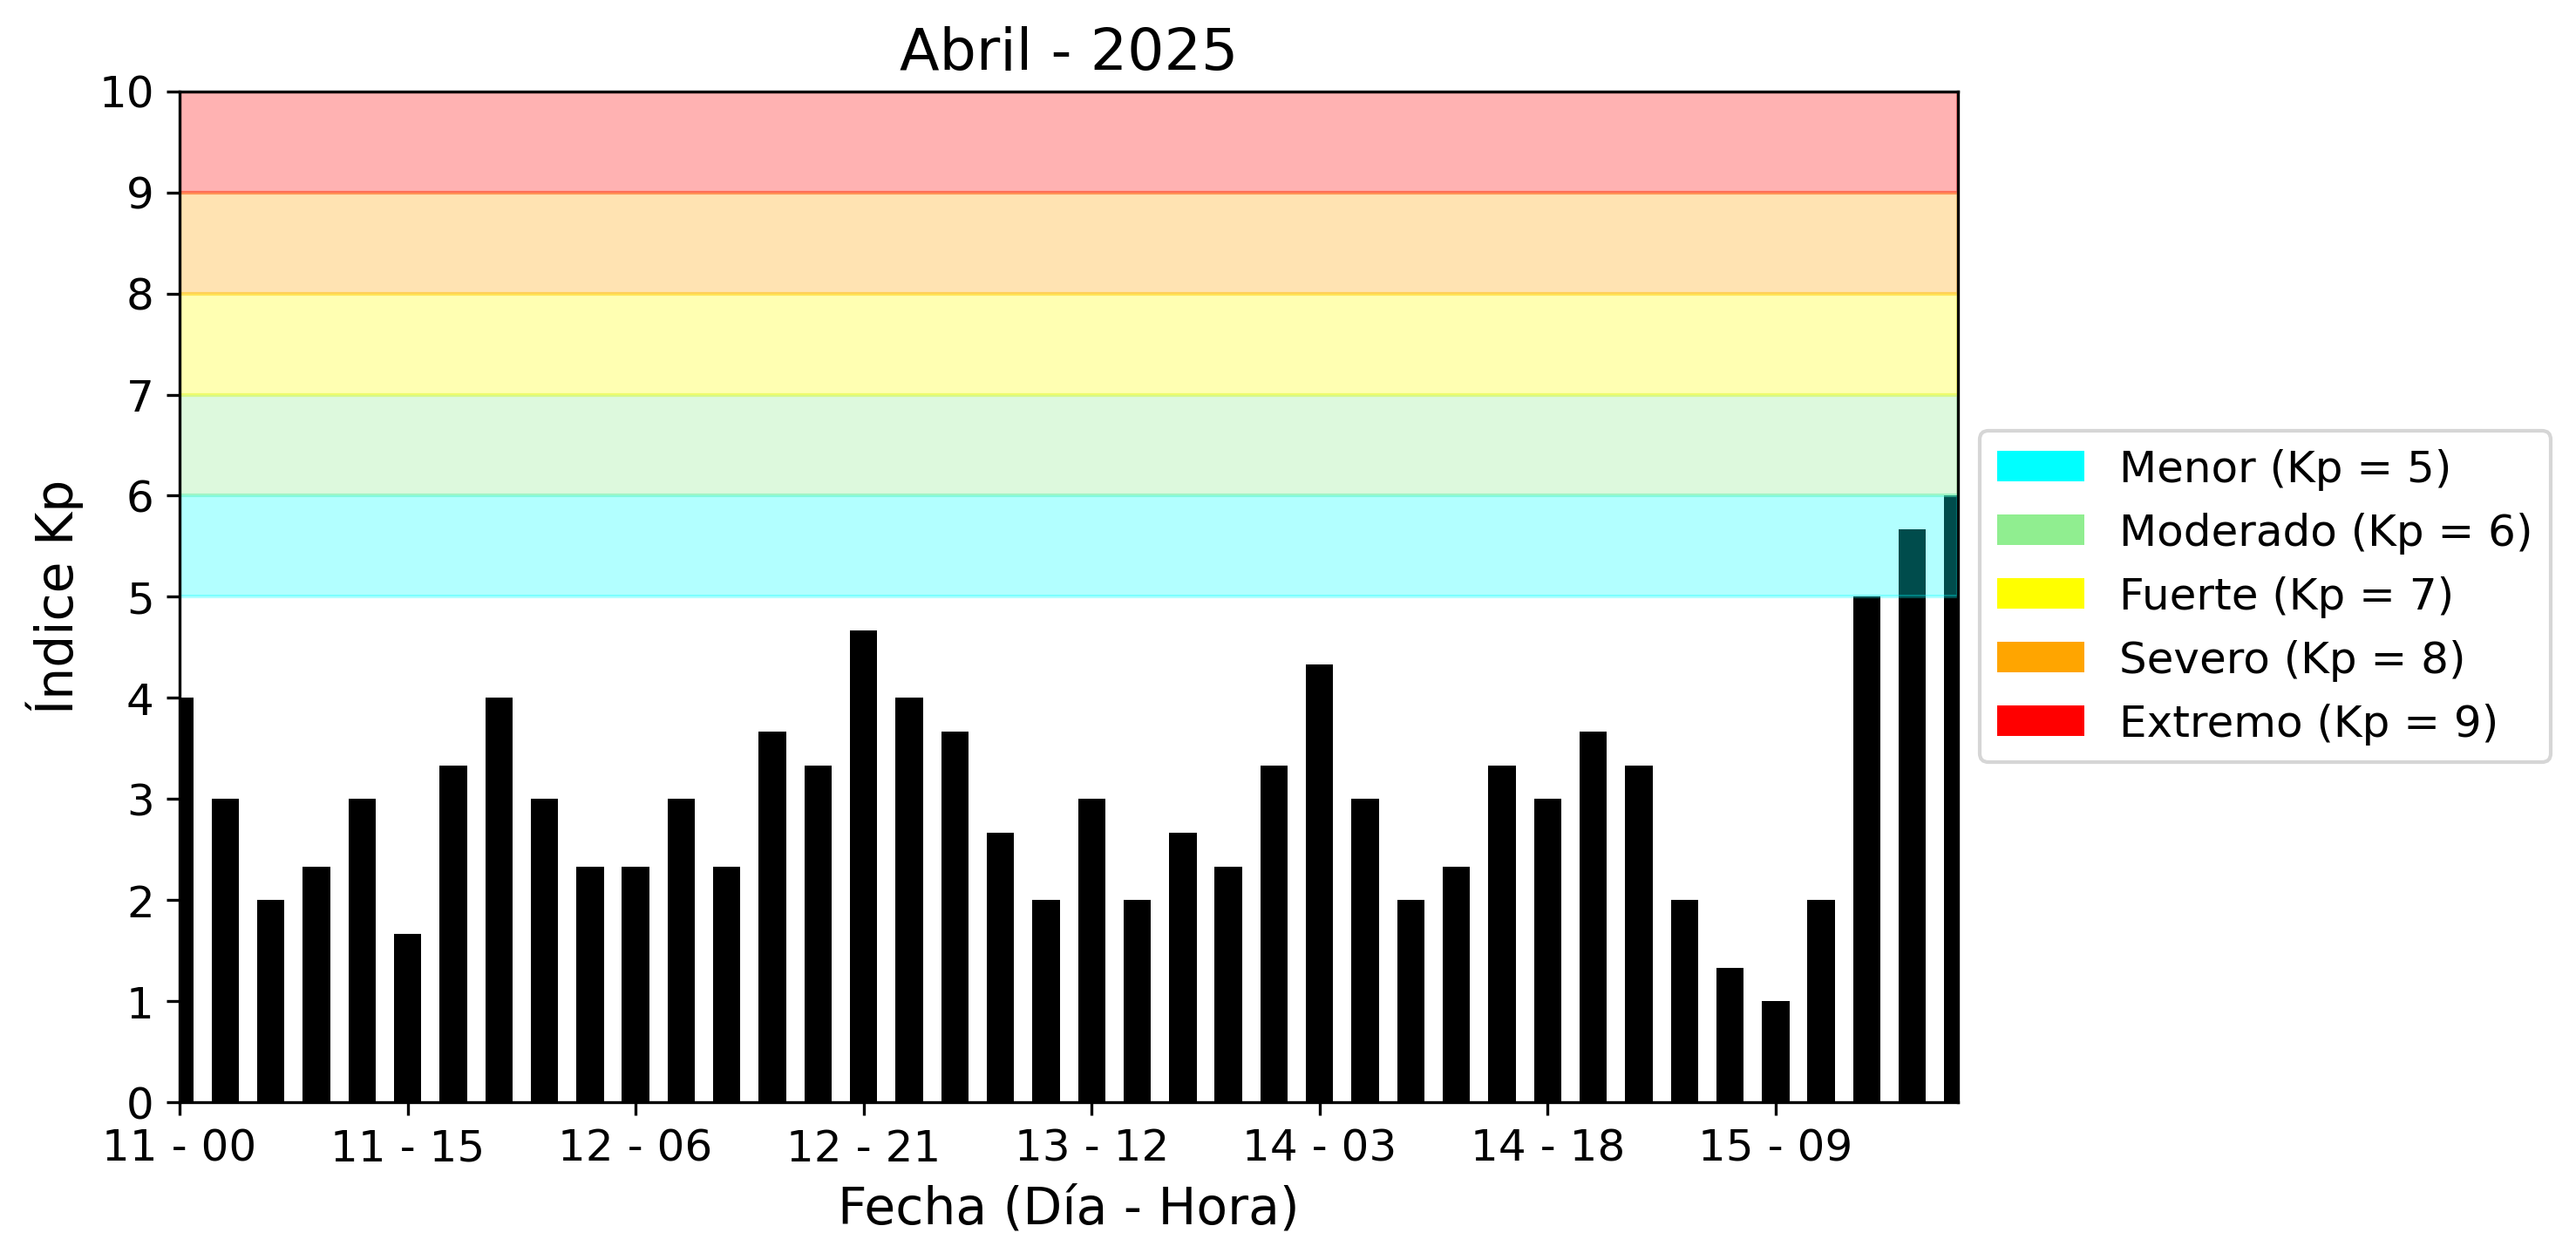 Abril - 2025
10
9
8
7
6
5
4
3
2
1
0
Índice Kp
11 - 00
11 - 15
12 - 06
12 - 21
13 - 12
14 - 03
14 - 18
15 - 09
Fecha (Día - Hora)
Menor (Kp = 5)
Moderado (Kp = 6)
Fuerte (Kp = 7)
Severo (Kp = 8)
Extremo (Kp = 9)